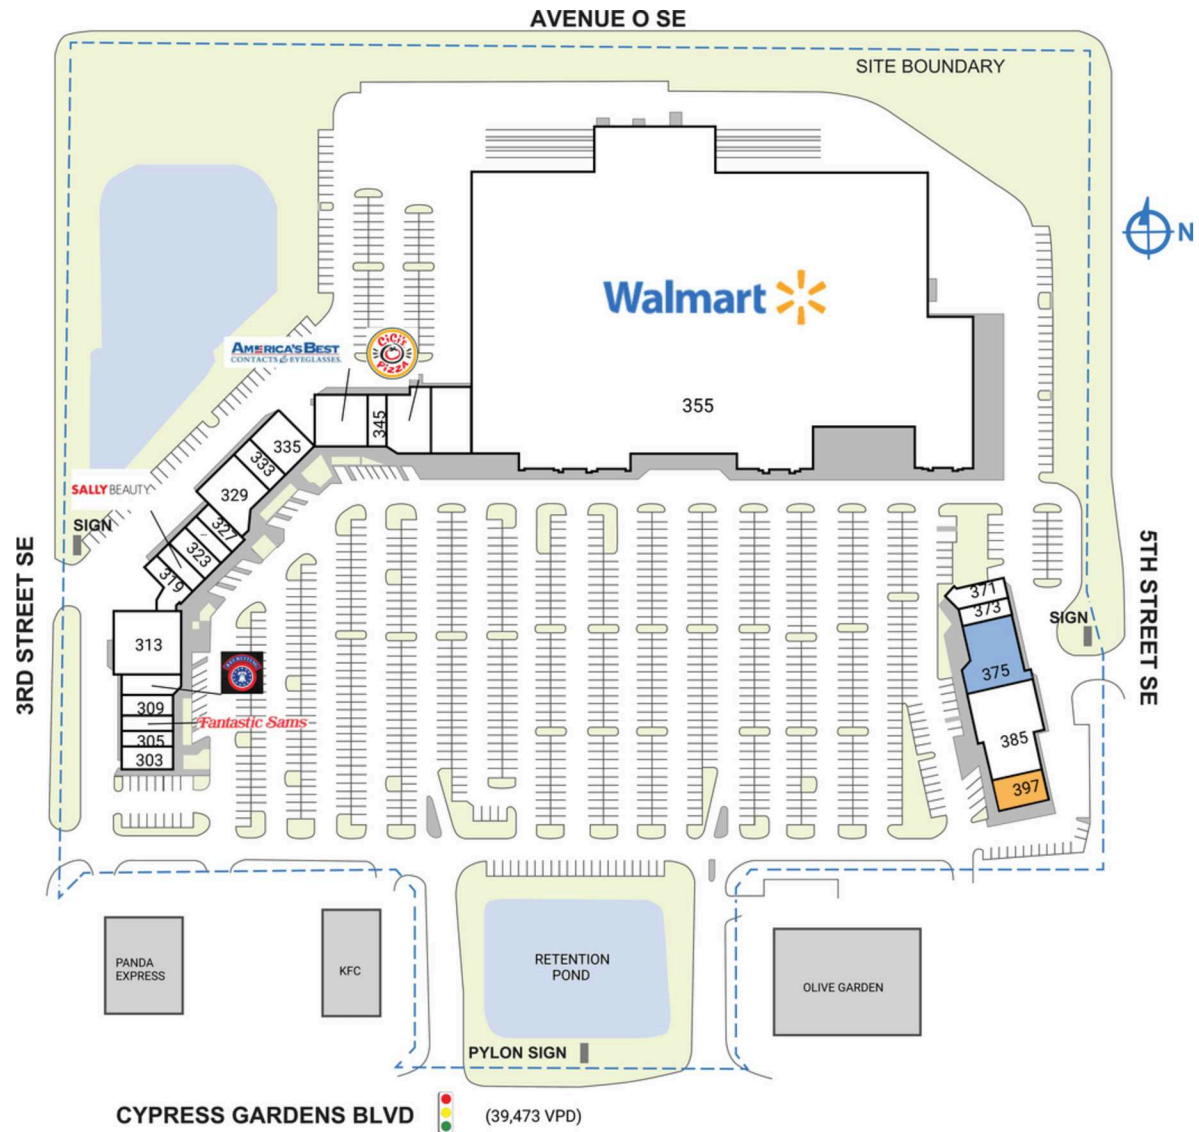 AVENUE O SE
SITE BOUNDARY
N
Walmart
AMERICA'S BEST
CONTACTS & EYEGLASSES.
CiCi's
PiZZA
355
345
335
333
329
SALLY BEAUTY
327
323
319
SIGN
3RD STREET SE
5TH STREET SE
371
373
SIGN
313
375
309
Fantastic Sams
305
303
385
397
PANDA
EXPRESS
KFC
RETENTION
POND
OLIVE GARDEN
PYLON SIGN
CYPRESS GARDENS BLVD
(39,473 VPD)